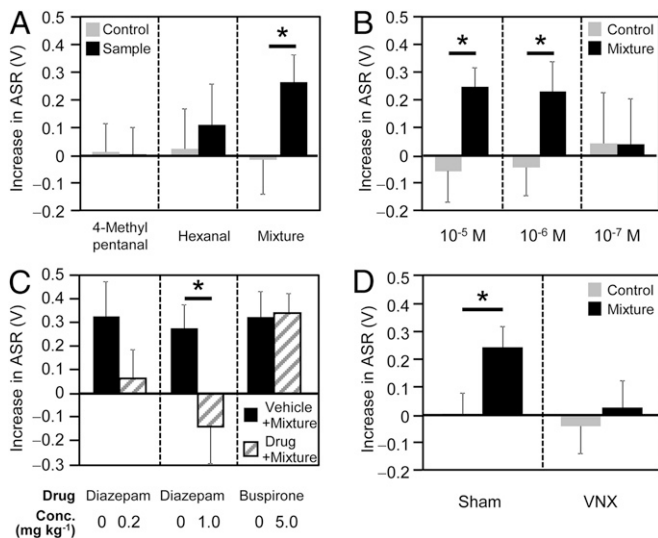 A
Control
Sample
*
Increase in ASR (V)
0.4
0.3
0.2
0.1
0
−0.1
−0.2
4-Methyl pentanal
Hexanal
Mixture
B
Control
Mixture
*
*
Increase in ASR (V)
0.4
0.3
0.2
0.1
0
−0.1
−0.2
10⁻⁵ M
10⁻⁶ M
10⁻⁷ M
C
*
Increase in ASR (V)
0.5
0.4
0.3
0.2
0.1
0
−0.1
−0.2
−0.3
Vehicle +Mixture
Drug +Mixture
Drug Diazepam Diazepam Buspirone
Conc. (mg kg⁻¹) 0 0.2 0 1.0 0 5.0
D
Control
Mixture
*
Increase in ASR (V)
0.5
0.4
0.3
0.2
0.1
0
−0.1
−0.2
Sham
VNX